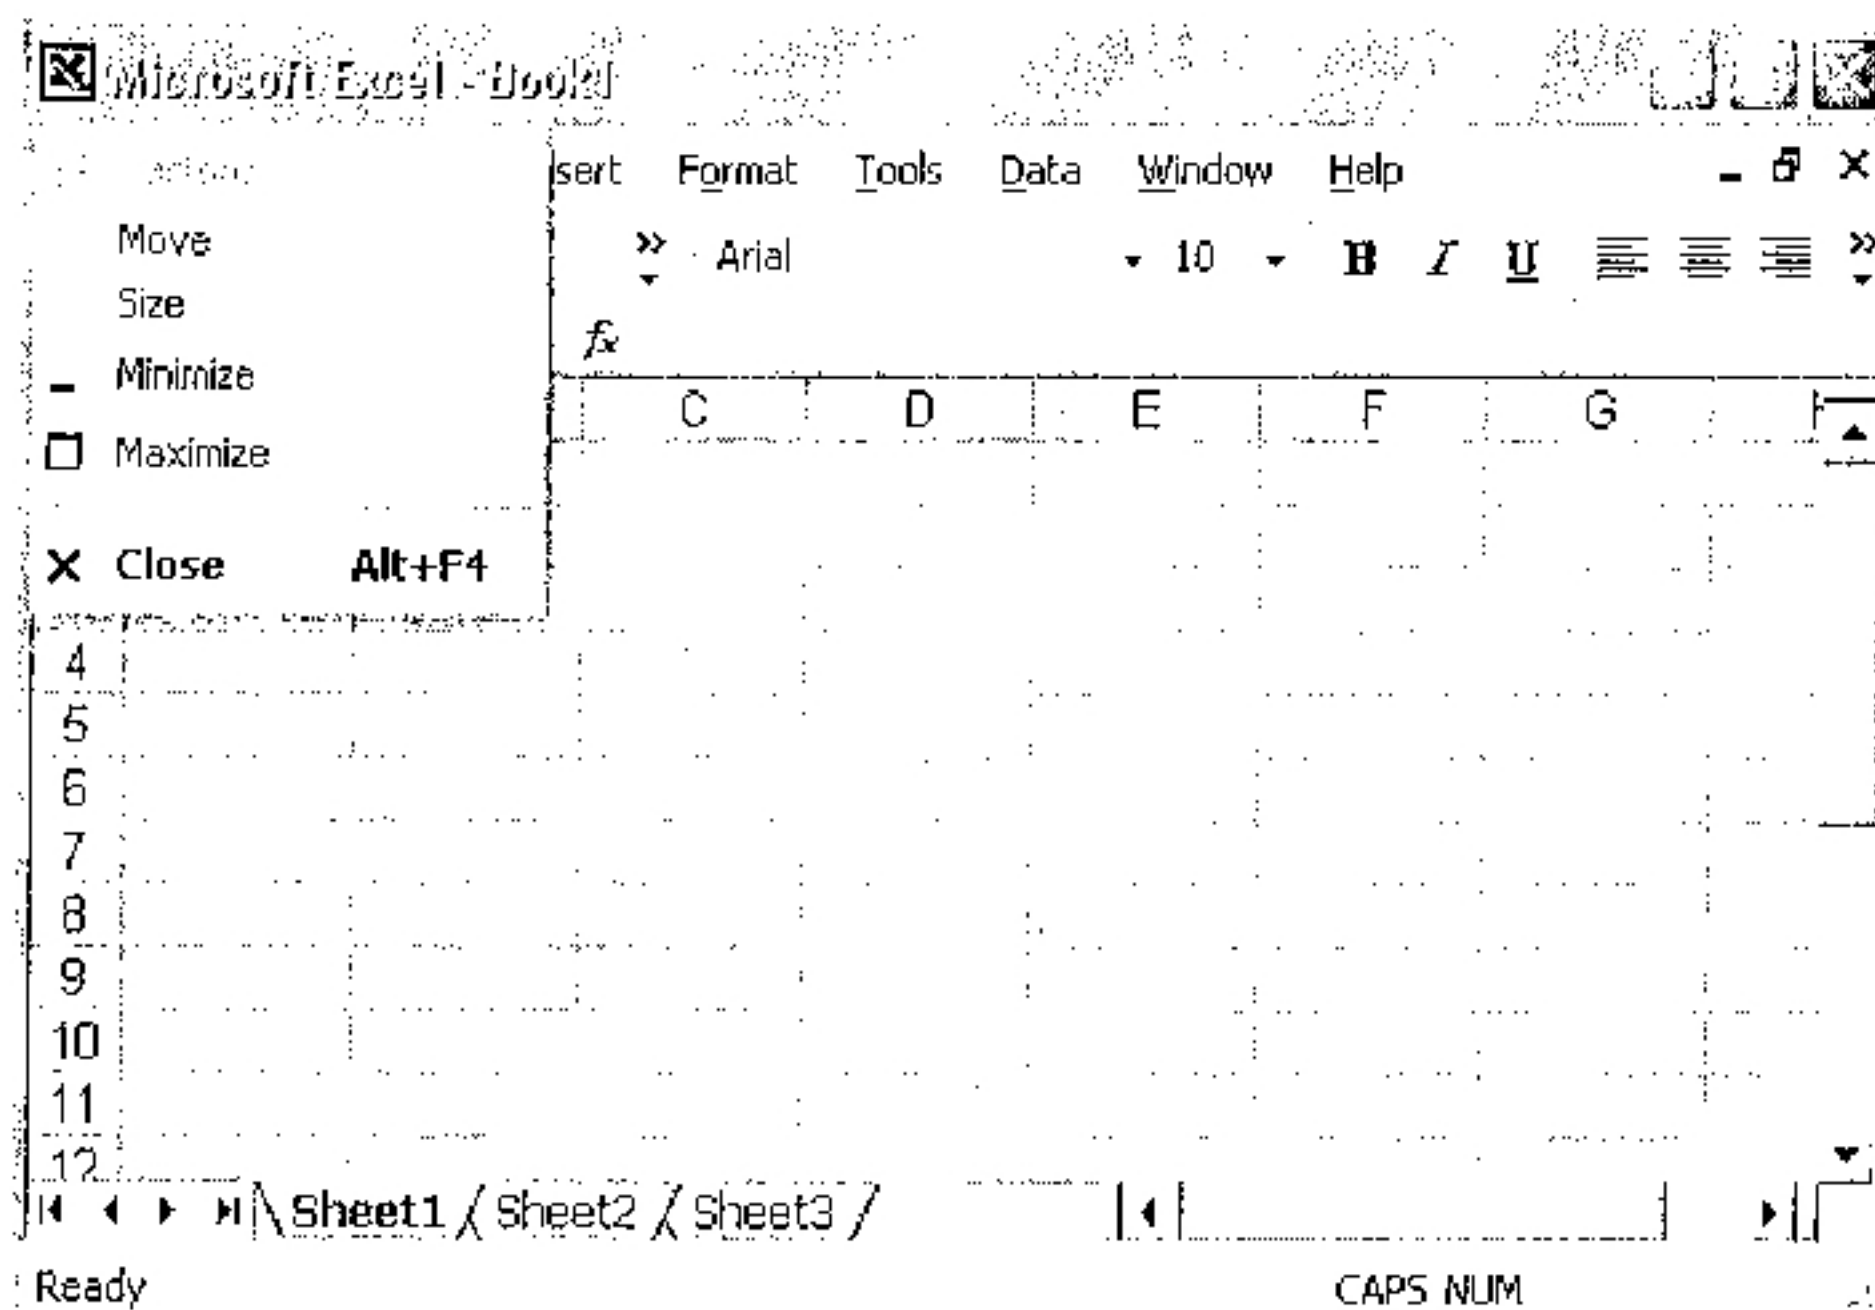 Microsoft Excel - Book1
sert Format Tools Data Window Help
Move
Arial 10 B I U
Size
fx
Minimize
C D E F G
Maximize
Close Alt+F4
4
5
6
7
8
9
10
11
12
Sheet1 Sheet2 Sheet3
Ready CAPS NUM